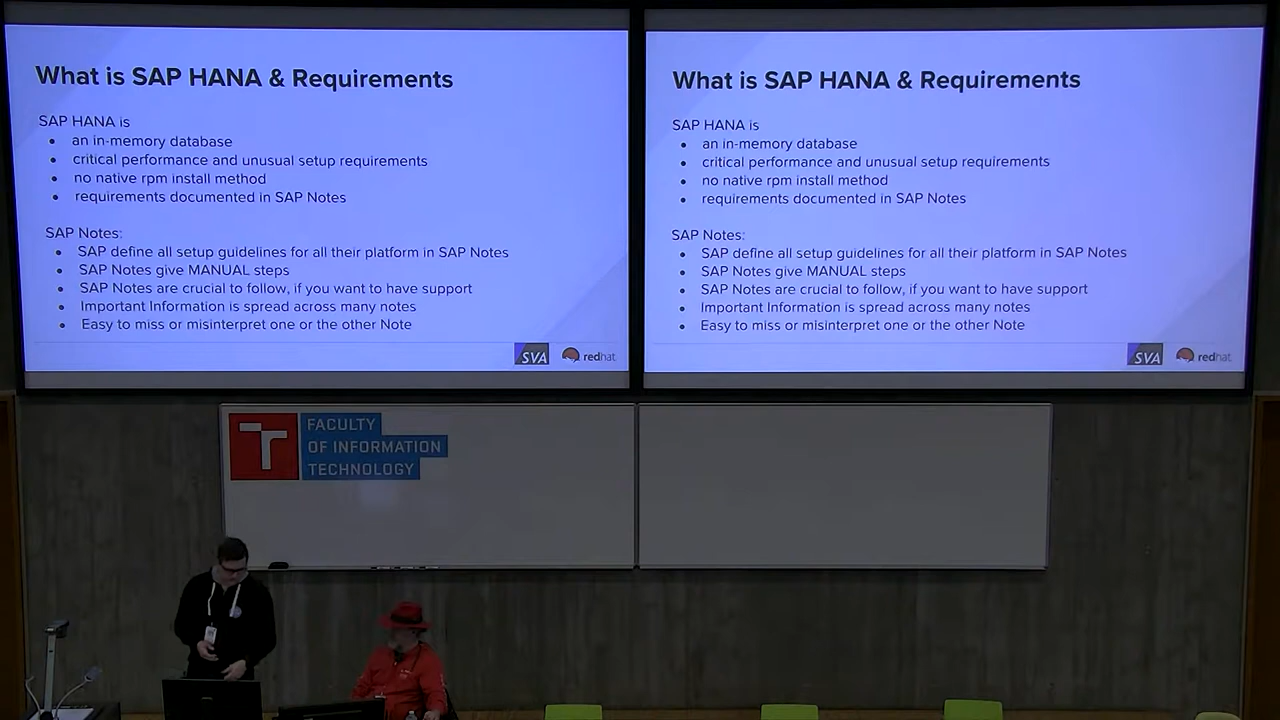 What is SAP HANA & Requirements
SAP HANA is
• an in-memory database
• critical performance and unusual setup requirements
• no native rpm install method
• requirements documented in SAP Notes
SAP Notes:
• SAP define all setup guidelines for all their platform in SAP Notes
• SAP Notes give MANUAL steps
• SAP Notes are crucial to follow, if you want to have support
• Important Information is spread across many notes
• Easy to miss or misinterpret one or the other Note
SVA redhat
What is SAP HANA & Requirements
SAP HANA is
• an in-memory database
• critical performance and unusual setup requirements
• no native rpm install method
• requirements documented in SAP Notes
SAP Notes:
• SAP define all setup guidelines for all their platform in SAP Notes
• SAP Notes give MANUAL steps
• SAP Notes are crucial to follow, if you want to have support
• Important Information is spread across many notes
• Easy to miss or misinterpret one or the other Note
SVA redhat
T FACULTY
OF INFORMATION
TECHNOLOGY